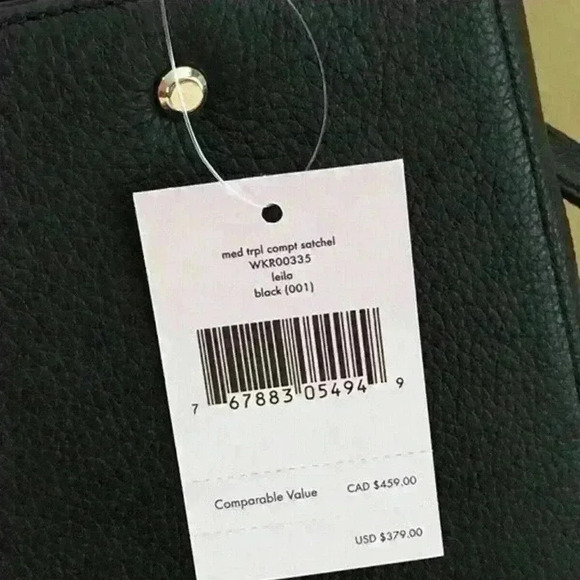 med trpl compt satchel
WKR00335
leila
black (001)
7 67883 05494 9
Comparable Value CAD $459.00
USD $379.00